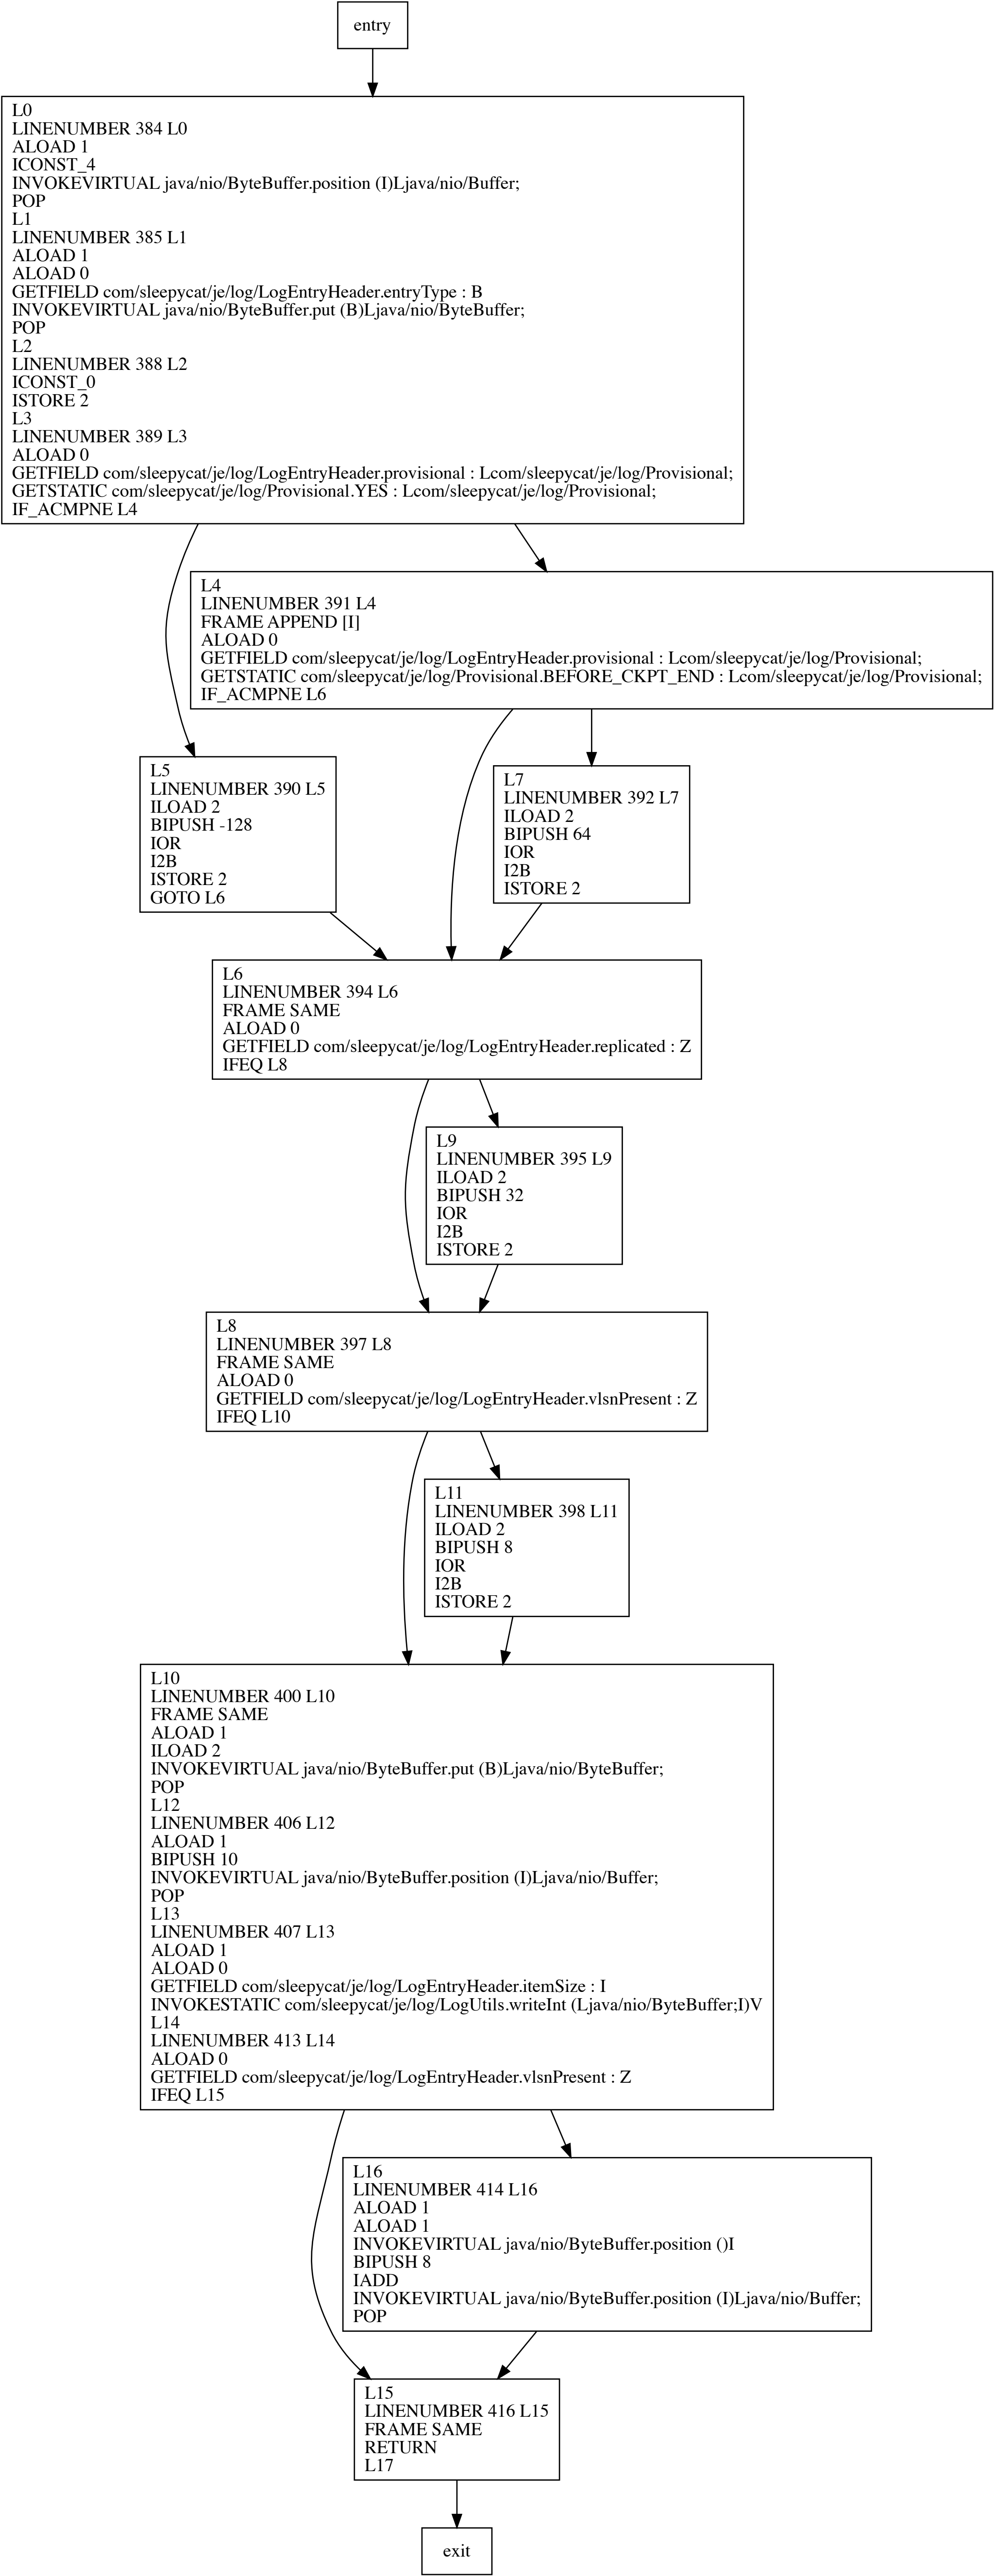 entry
L0
LINENUMBER 384 L0
ALOAD 1
ICONST_4
INVOKEVIRTUAL java/nio/ByteBuffer.position (I)Ljava/nio/Buffer;
POP
L1
LINENUMBER 385 L1
ALOAD 1
ALOAD 0
GETFIELD com/sleepycat/je/log/LogEntryHeader.entryType : B
INVOKEVIRTUAL java/nio/ByteBuffer.put (B)Ljava/nio/ByteBuffer;
POP
L2
LINENUMBER 388 L2
ICONST_0
ISTORE 2
L3
LINENUMBER 389 L3
ALOAD 0
GETFIELD com/sleepycat/je/log/LogEntryHeader.provisional : Lcom/sleepycat/je/log/Provisional;
GETSTATIC com/sleepycat/je/log/Provisional.YES : Lcom/sleepycat/je/log/Provisional;
IF_ACMPNE L4
L4
LINENUMBER 391 L4
FRAME APPEND [I]
ALOAD 0
GETFIELD com/sleepycat/je/log/LogEntryHeader.provisional : Lcom/sleepycat/je/log/Provisional;
GETSTATIC com/sleepycat/je/log/Provisional.BEFORE_CKPT_END : Lcom/sleepycat/je/log/Provisional;
IF_ACMPNE L6
L5
LINENUMBER 390 L5
ILOAD 2
BIPUSH -128
IOR
I2B
ISTORE 2
GOTO L6
L7
LINENUMBER 392 L7
ILOAD 2
BIPUSH 64
IOR
I2B
ISTORE 2
L6
LINENUMBER 394 L6
FRAME SAME
ALOAD 0
GETFIELD com/sleepycat/je/log/LogEntryHeader.replicated : Z
IFEQ L8
L9
LINENUMBER 395 L9
ILOAD 2
BIPUSH 32
IOR
I2B
ISTORE 2
L8
LINENUMBER 397 L8
FRAME SAME
ALOAD 0
GETFIELD com/sleepycat/je/log/LogEntryHeader.vlsnPresent : Z
IFEQ L10
L11
LINENUMBER 398 L11
ILOAD 2
BIPUSH 8
IOR
I2B
ISTORE 2
L10
LINENUMBER 400 L10
FRAME SAME
ALOAD 1
ILOAD 2
INVOKEVIRTUAL java/nio/ByteBuffer.put (B)Ljava/nio/ByteBuffer;
POP
L12
LINENUMBER 406 L12
ALOAD 1
BIPUSH 10
INVOKEVIRTUAL java/nio/ByteBuffer.position (I)Ljava/nio/Buffer;
POP
L13
LINENUMBER 407 L13
ALOAD 1
ALOAD 0
GETFIELD com/sleepycat/je/log/LogEntryHeader.itemSize : I
INVOKESTATIC com/sleepycat/je/log/LogUtils.writeInt (Ljava/nio/ByteBuffer;I)V
L14
LINENUMBER 413 L14
ALOAD 0
GETFIELD com/sleepycat/je/log/LogEntryHeader.vlsnPresent : Z
IFEQ L15
L16
LINENUMBER 414 L16
ALOAD 1
ALOAD 1
INVOKEVIRTUAL java/nio/ByteBuffer.position ()I
BIPUSH 8
IADD
INVOKEVIRTUAL java/nio/ByteBuffer.position (I)Ljava/nio/Buffer;
POP
L15
LINENUMBER 416 L15
FRAME SAME
RETURN
L17
exit